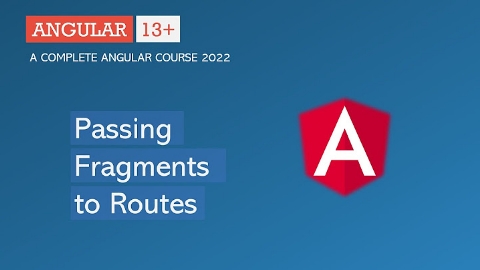 ANGULAR 13+
A COMPLETE ANGULAR COURSE 2022
Passing
Fragments
to Routes
A